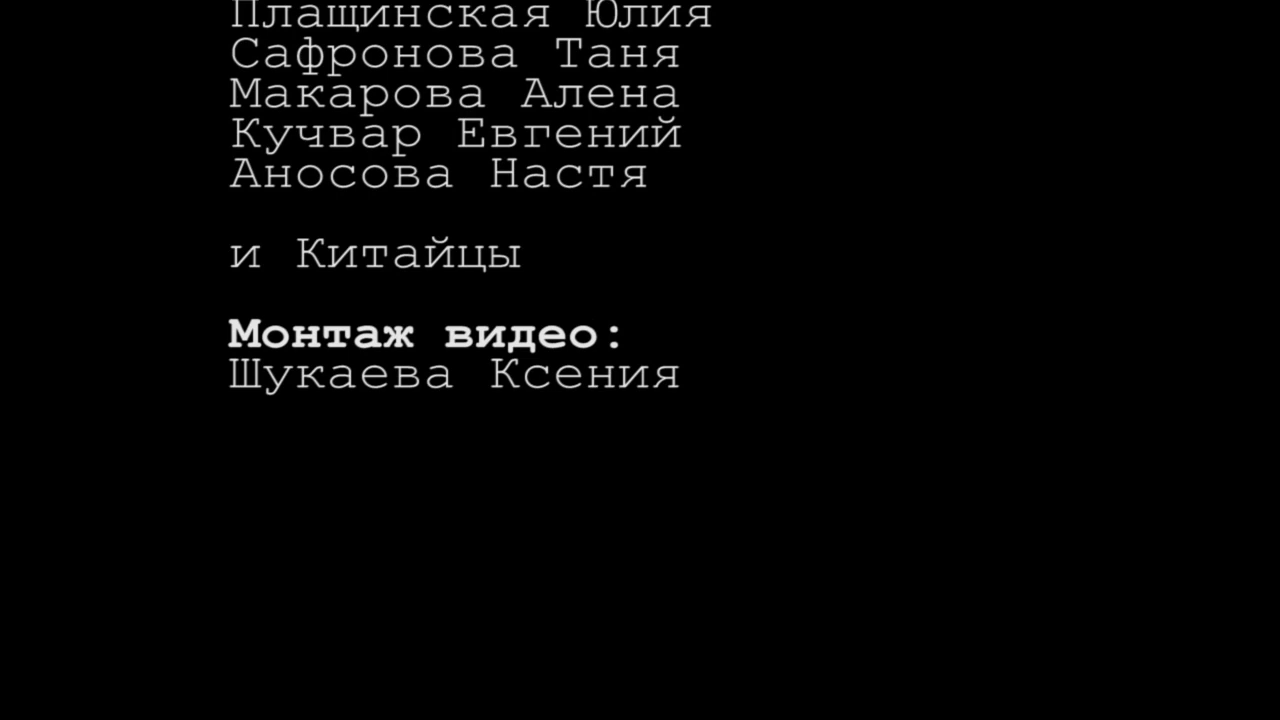 Плащинская Юлия
Сафронова Таня
Макарова Алена
Кучвар Евгений
Аносова Настя
и Китайцы
Монтаж видео:
Шукаева Ксения